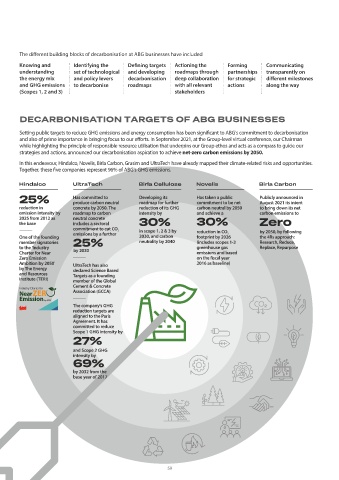 The different building blocks of decarbonisation at ABG businesses have included:
Knowing and
understanding
the energy mix
and GHG emissions
(Scopes 1, 2 and 3)
Identifying the
set of technological
and policy levers
to decarbonise
Defining targets
and developing
decarbonisation
roadmaps
Actioning the
roadmaps through
deep collaboration
with all relevant
stakeholders
Forming
partnerships
for strategic
actions
Communicating
transparently on
different milestones
along the way
DECARBONISATION TARGETS OF ABG BUSINESSES
Setting public targets to reduce GHG emissions and energy consumption has been significant to ABG's commitment to decarbonisation
and also of prime importance in bringing focus to our efforts. In September 2021, at the Group-level virtual conference, our Chairman
while highlighting the principle of responsible resource utilisation that underpins our Group ethos and acts as a compass to guide our
strategies and actions, announced our decarbonisation aspiration to achieve net-zero carbon emissions by 2050.
In this endeavour, Hindalco, Novelis, Birla Carbon, Grasim and UltraTech have already mapped their climate-related risks and opportunities.
Together, these five companies represent 99% of ABG's GHG emissions.
Hindalco
25%
reduction in
emission intensity by
2025 from 2012 as
the base
One of the founding
member signatories
to the 'Industry
Charter for Near
Zero Emission
Ambition by 2050'
by The Energy
and Resources
Institute (TERI)
Near ZERO
Emission
UltraTech
Has committed to
produce carbon neutral
concrete by 2050. The
roadmap to carbon
neutral concrete
includes a sectoral
commitment to cut CO₂
emissions by a further
25%
by 2030
UltraTech has also
declared Science Based
Targets as a founding
member of the Global
Cement & Concrete
Association (GCCA)
The company's GHG
reduction targets are
aligned to the Paris
Agreement. It has
committed to reduce
Scope 1 GHG intensity by
27%
and Scope 2 GHG
intensity by
69%
by 2032 from the
base year of 2017
Birla Cellulose
Developing its
roadmap for further
reduction of its GHG
intensity by
30%
in scope 1, 2 & 3 by
2030, and carbon
neutrality by 2040
Novelis
Has taken a public
commitment to be net
carbon neutral by 2050
and achieve a
30%
reduction in CO₂
footprint by 2026
(Includes scopes 1-3
greenhouse gas
emissions and based
on the fiscal year
2016 as baseline)
Birla Carbon
Publicly announced in
August 2021 its intent
to bring down its net
carbon emissions to
Zero
by 2050, by following
the 4Rs approach -
Research, Reduce,
Replace, Repurpose